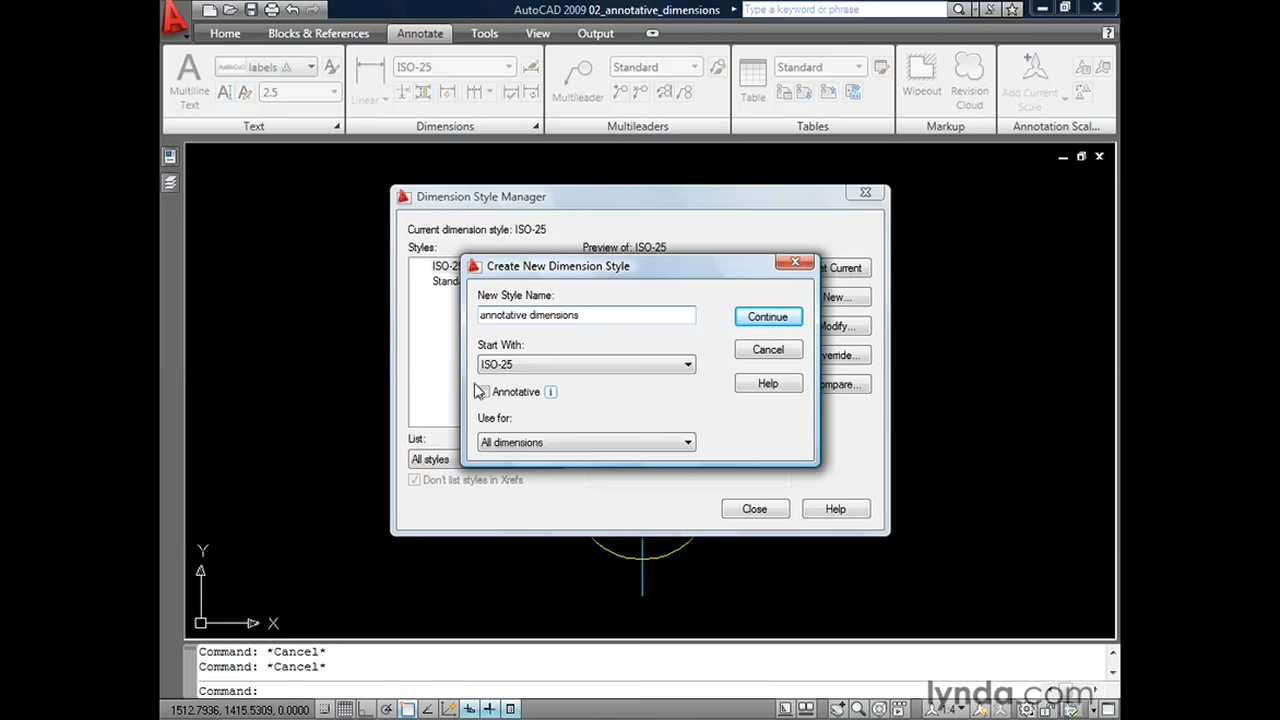 AutoCAD 2009 02_annotative_dimensions
Type a keyword or phrase
Home Blocks & References Annotate Tools View Output
labels ISO-25 Standard Standard
Multiline Text 2.5 Linear Multileader Table Wipeout Revision Cloud Add Current Scale
Text Dimensions Multileaders Tables Markup Annotation Scal...
Dimension Style Manager
Current dimension style: ISO-25
Styles: Preview of: ISO-25
ISO-25
Standa
Create New Dimension Style
New Style Name:
annotative dimensions
Continue
Start With:
ISO-25
Cancel
Annotative
Help
Use for:
All dimensions
et Current
New...
Modify...
verride...
ompare...
List:
All styles
Don't list styles in Xrefs
Close Help
Y
X
Command: *Cancel*
Command: *Cancel*
Command:
lynda.com
1512.7936, 1415.5309, 0.0000 1:4